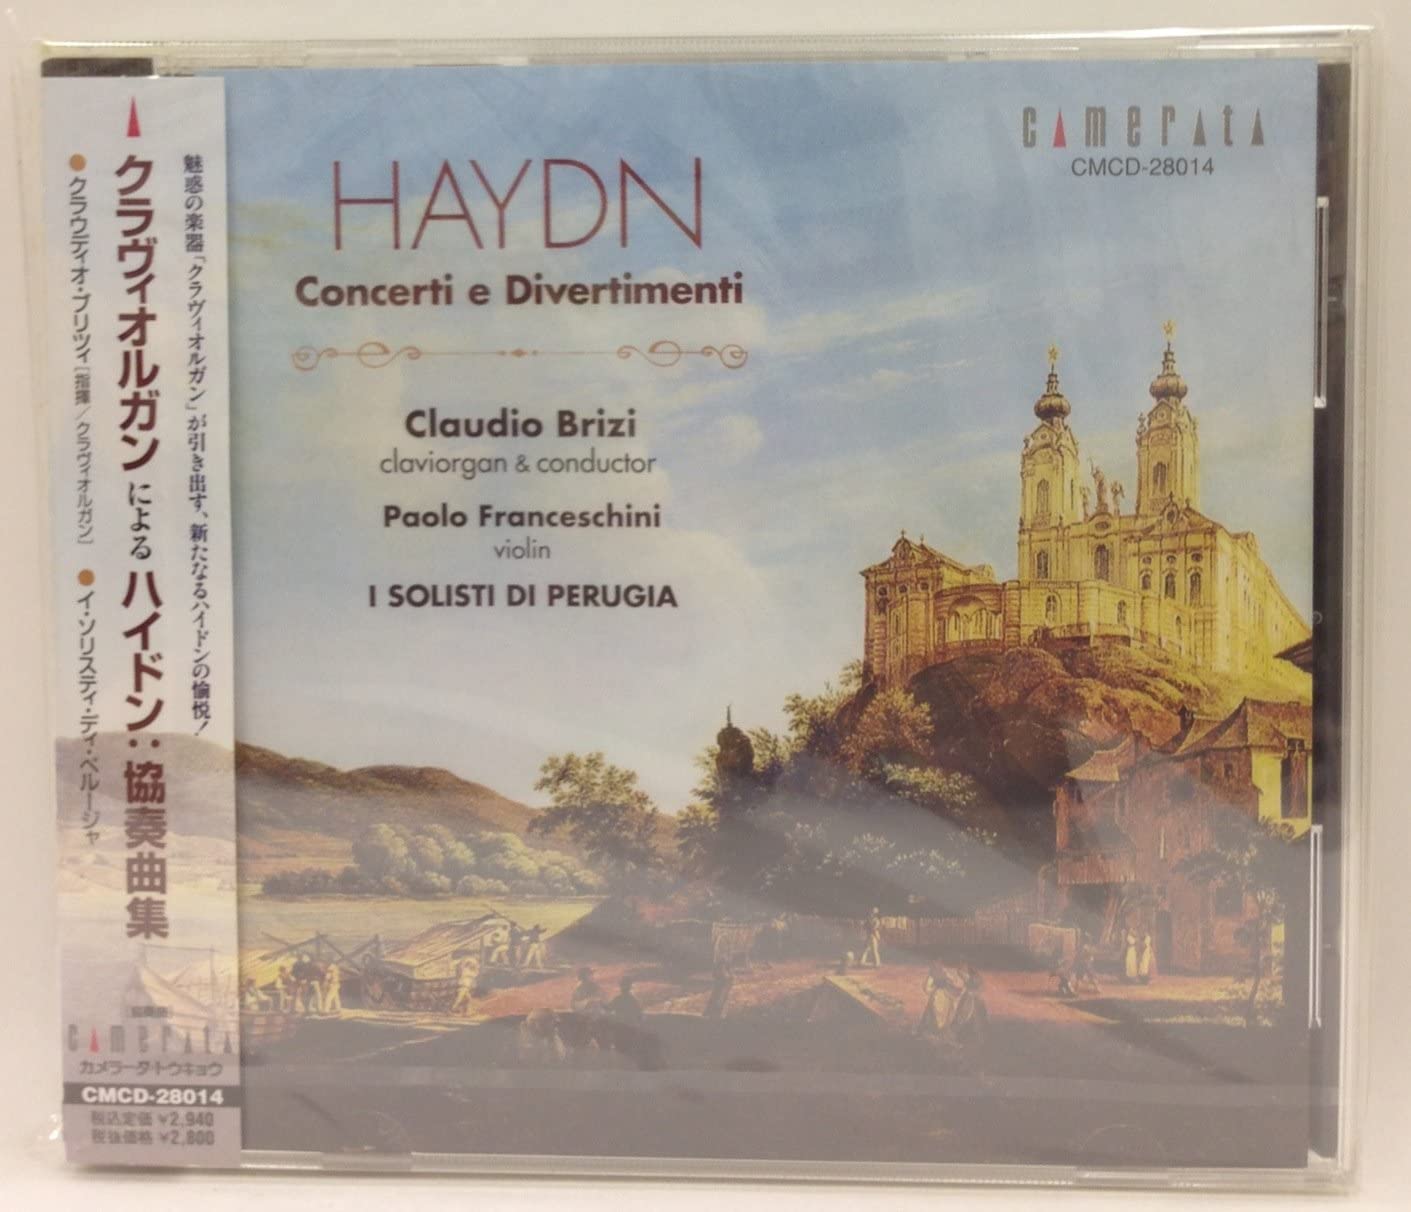 魅惑の楽器「クラヴィオルガン」が引き出す、新たなるハイドンの愉悦！
クラヴィオルガンによるハイドン：協奏曲集
●クラウディオ・ブリツィ［指揮／クラヴィオルガン］ ●イ・ソリスティ・ディ・ペルージャ
camerata
カメラータ・トウキョウ
CMCD-28014
税込定価 ¥2,940
税抜価格 ¥2,800
camerata
CMCD-28014
HAYDN
Concerti e Divertimenti
Claudio Brizi
claviorgan & conductor
Paolo Franceschini
violin
I SOLISTI DI PERUGIA